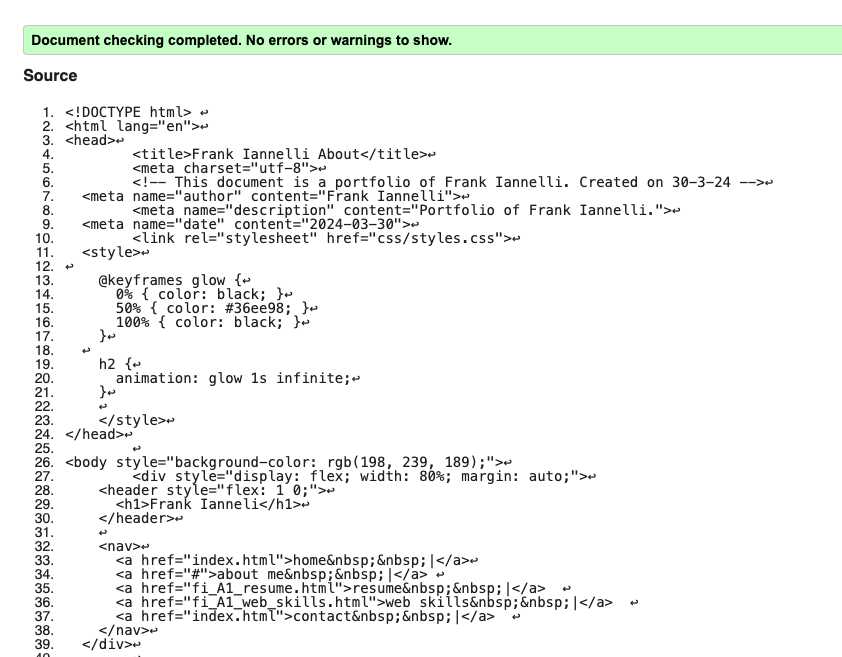 Document checking completed. No errors or warnings to show.
Source
1. <!DOCTYPE html> ↩
2. <html lang="en">↩
3. <head>↩
4. <title>Frank Iannelli About</title>↩
5. <meta charset="utf-8">↩
6. <!-- This document is a portfolio of Frank Iannelli. Created on 30-3-24 -->↩
7. <meta name="author" content="Frank Iannelli">↩
8. <meta name="description" content="Portfolio of Frank Iannelli.">↩
9. <meta name="date" content="2024-03-30">↩
10. <link rel="stylesheet" href="css/styles.css">↩
11. <style>↩
12. ↩
13. @keyframes glow {↩
14. 0% { color: black; }↩
15. 50% { color: #36ee98; }↩
16. 100% { color: black; }↩
17. }↩
18. ↩
19. h2 {↩
20. animation: glow 1s infinite;↩
21. }↩
22. ↩
23. </style>↩
24. </head>↩
25. ↩
26. <body style="background-color: rgb(198, 239, 189);">↩
27. <div style="display: flex; width: 80%; margin: auto;">↩
28. <header style="flex: 1 0;">↩
29. <h1>Frank Ianneli</h1>↩
30. </header>↩
31. ↩
32. <nav>↩
33. <a href="index.html">home&nbsp;&nbsp;|</a>↩
34. <a href="#">about me&nbsp;&nbsp;|</a> ↩
35. <a href="fi_A1_resume.html">resume&nbsp;&nbsp;|</a> ↩
36. <a href="fi_A1_web_skills.html">web skills&nbsp;&nbsp;|</a> ↩
37. <a href="index.html">contact&nbsp;&nbsp;|</a> ↩
38. </nav>↩
39. </div>↩